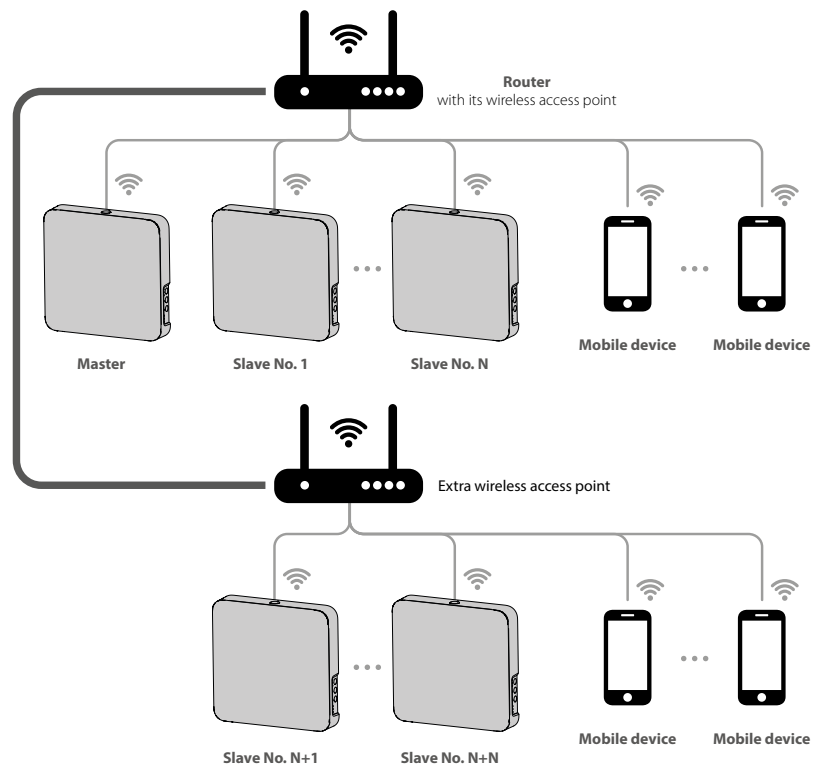 Router
with its wireless access point
Master
Slave No. 1
Slave No. N
Mobile device
Mobile device
Extra wireless access point
Slave No. N+1
Slave No. N+N
Mobile device
Mobile device